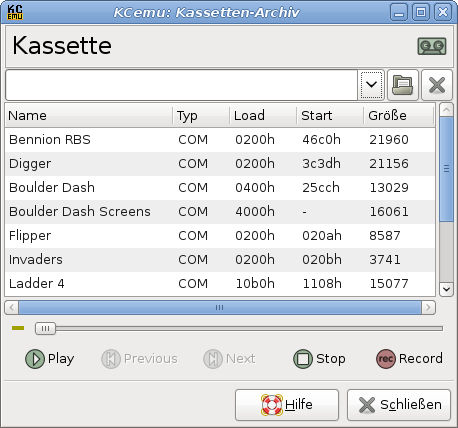 KC emu KCemu: Kassetten-Archiv
Kassette
Name Typ Load Start Größe
Bennion RBS COM 0200h 46c0h 21960
Digger COM 0200h 3c3dh 21156
Boulder Dash COM 0400h 25cch 13029
Boulder Dash Screens COM 4000h - 16061
Flipper COM 0200h 020ah 8587
Invaders COM 0200h 020bh 3741
Ladder 4 COM 10b0h 1108h 15077
Play Previous Next Stop rec Record
Hilfe Schließen